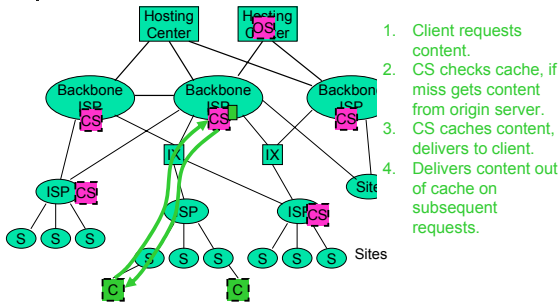 Hosting
Center
Hosting
Center
OS
Backbone
ISP
CS
Backbone
ISP
CS
Backbone
ISP
CS
IX
IX
ISP
CS
ISP
ISP
CS
Site
S
S
S
S
S
S
S
S
S
Sites
C
C
1. Client requests
content.
2. CS checks cache, if
miss gets content
from origin server.
3. CS caches content,
delivers to client.
4. Delivers content out
of cache on
subsequent
requests.